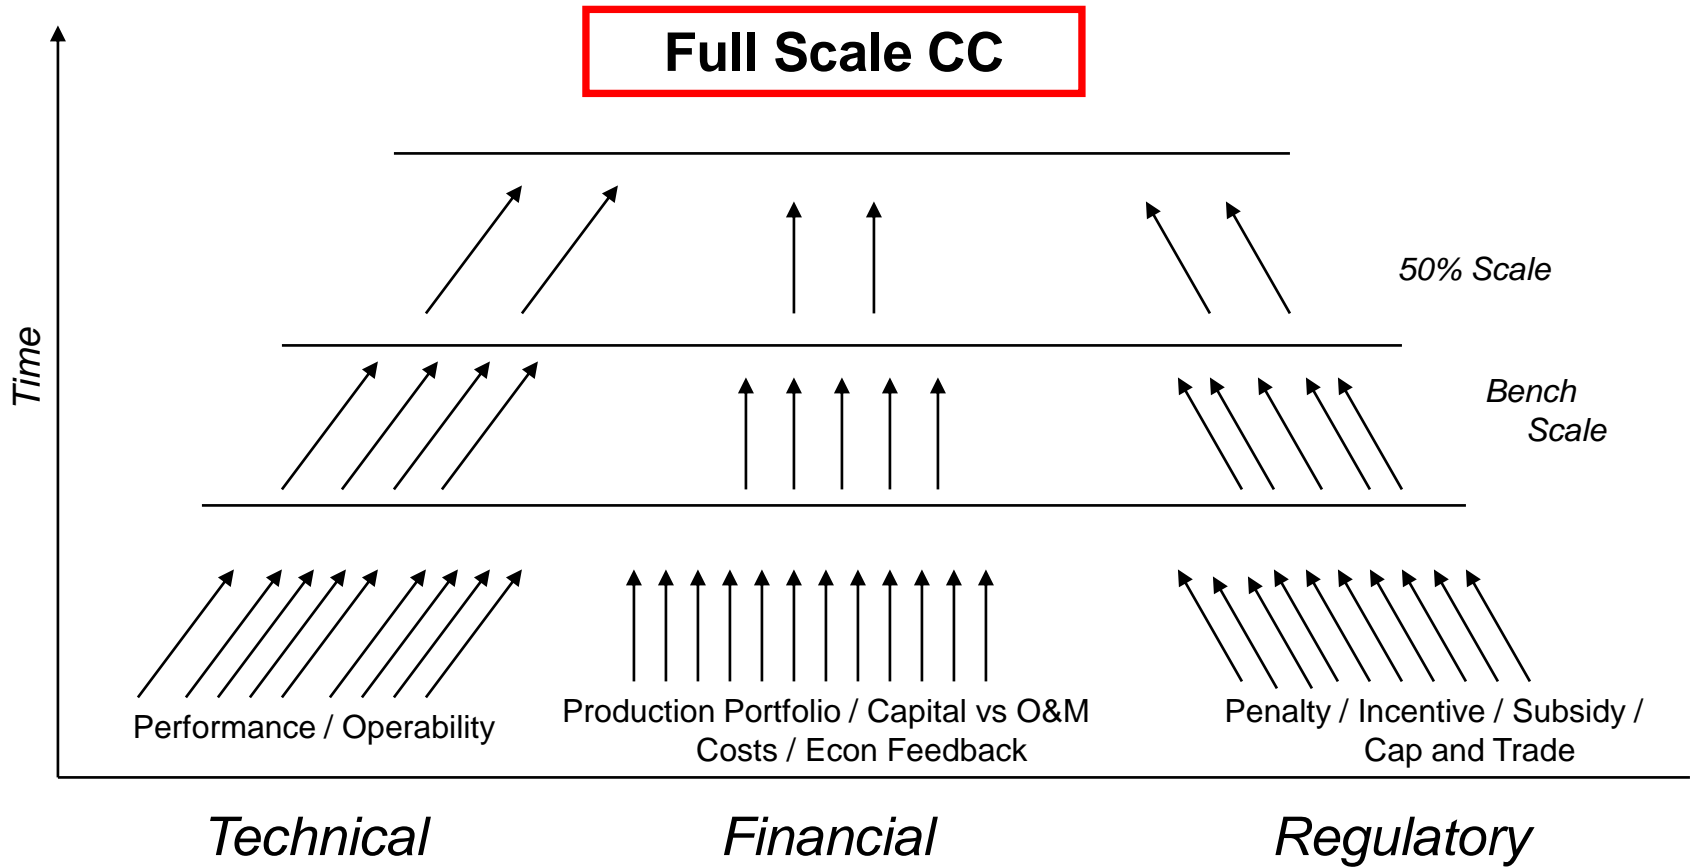 Full Scale CC
50% Scale
Time
Bench
Scale
Performance / Operability
Production Portfolio / Capital vs O&M
Costs / Econ Feedback
Penalty / Incentive / Subsidy /
Cap and Trade
Technical
Financial
Regulatory